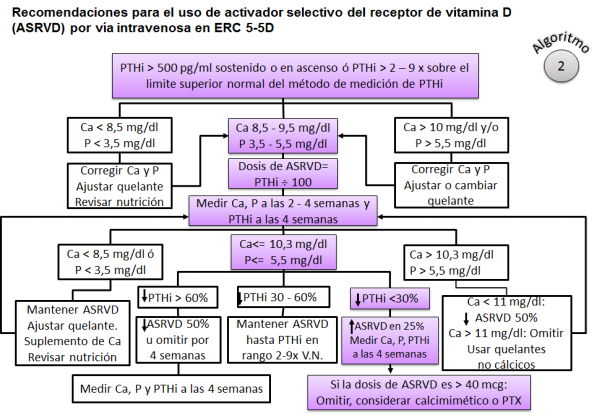 Recomendaciones para el uso de activador selectivo del receptor de vitamina D
(ASRVD) por via intravenosa en ERC 5-5D
Algoritmo
2
PTHi > 500 pg/ml sostenido o en ascenso ó PTHi > 2 – 9 x sobre el
limite superior normal del método de medición de PTHi
Ca < 8,5 mg/dl
P < 3,5 mg/dl
Ca 8,5 - 9,5 mg/dl
P 3,5 - 5,5 mg/dl
Ca > 10 mg/dl y/o
P > 5,5 mg/dl
Corregir Ca y P
Ajustar quelante
Revisar nutrición
Dosis de ASRVD=
PTHi ÷ 100
Corregir Ca y P
Ajustar o cambiar
quelante
Medir Ca, P a las 2 - 4 semanas y
PTHi a las 4 semanas
Ca < 8,5 mg/dl ó
P < 3,5 mg/dl
Ca<= 10,3 mg/dl
P<= 5,5 mg/dl
Ca > 10,3 mg/dl
P > 5,5 mg/dl
Mantener ASRVD
Ajustar quelante.
Suplemento de Ca
Revisar nutrición
↓PTHi > 60%
↓PTHi 30 - 60%
↓PTHi <30%
↓ASRVD 50%
u omitir por
4 semanas
Mantener ASRVD
hasta PTHi en
rango 2-9x V.N.
↑ASRVD en 25%
Medir Ca, P, PTHi
a las 4 semanas
Ca < 11 mg/dl:
↓ ASRVD 50%
Ca > 11 mg/dl: Omitir
Usar quelantes
no cálcicos
Medir Ca, P y PTHi a las 4 semanas
Si la dosis de ASRVD es > 40 mcg:
Omitir, considerar calcimimético o PTX